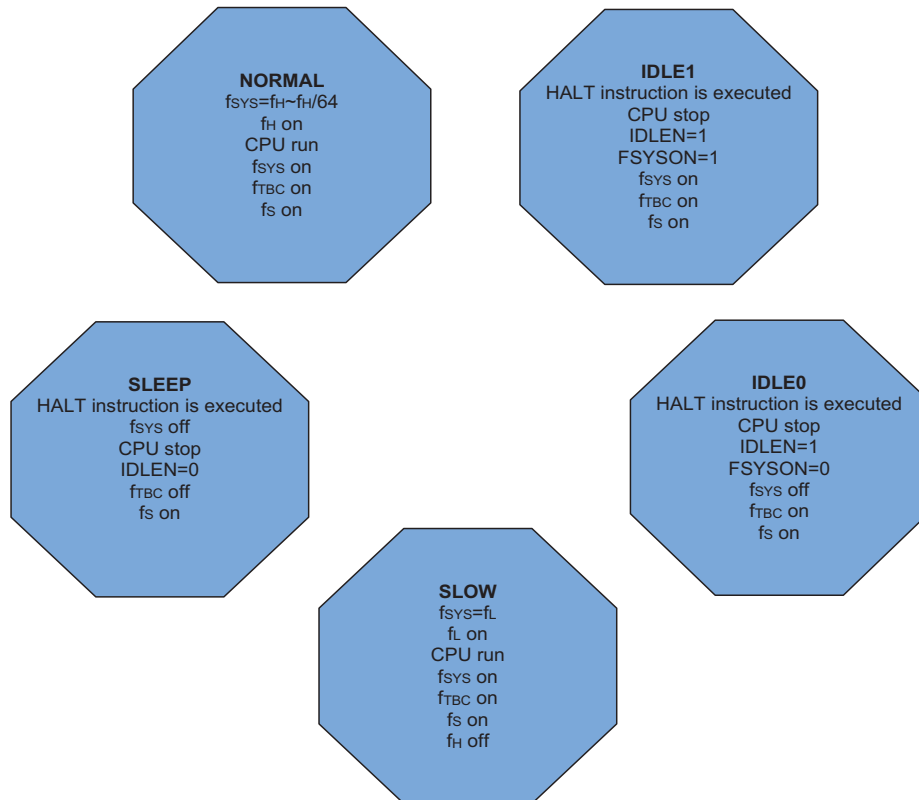 NORMAL
fSYS=fH~fH/64
fH on
CPU run
fSYS on
fTBC on
fS on
IDLE1
HALT instruction is executed
CPU stop
IDLEN=1
FSYSON=1
fSYS on
fTBC on
fS on
SLEEP
HALT instruction is executed
fSYS off
CPU stop
IDLEN=0
fTBC off
fS on
IDLE0
HALT instruction is executed
CPU stop
IDLEN=1
FSYSON=0
fSYS off
fTBC on
fS on
SLOW
fSYS=fL
fL on
CPU run
fSYS on
fTBC on
fS on
fH off